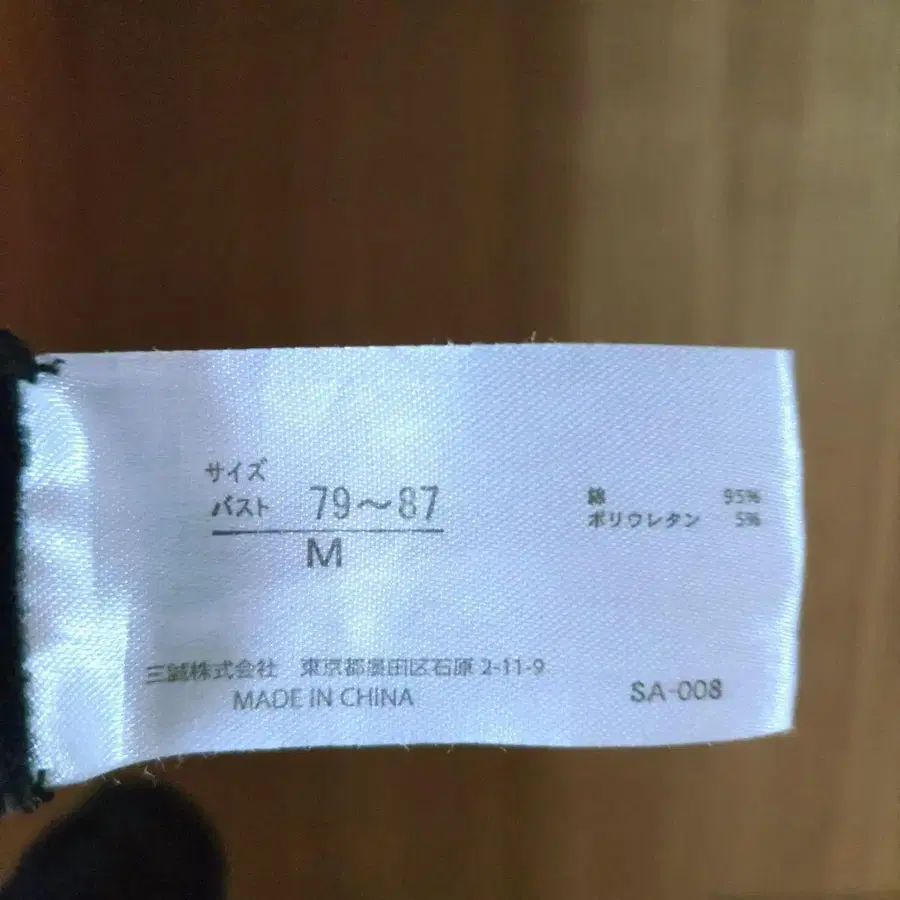 サイズ
バスト 79～87
M
綿 95%
ポリウレタン 5%
三誠株式会社 東京都墨田区石原 2-11-9
MADE IN CHINA
SA-008